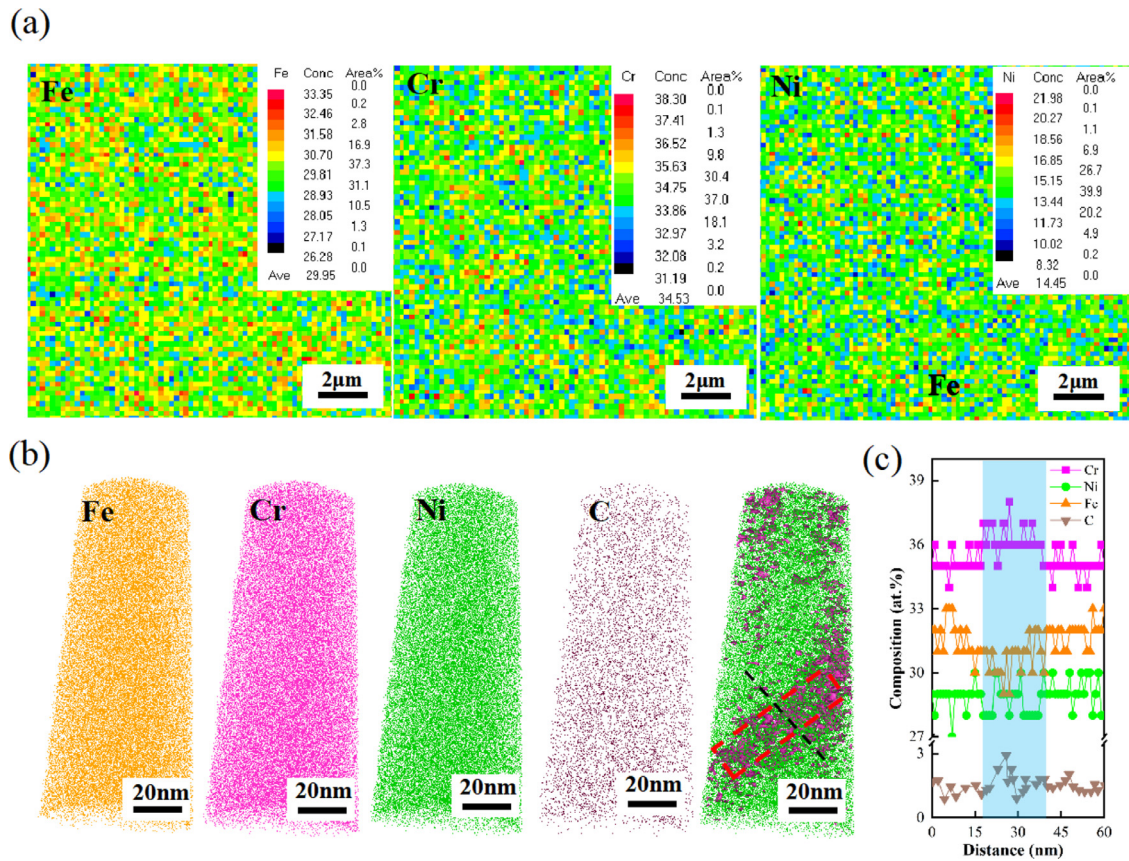 (a)
Fe
Fe Conc Area%
0.0
33.35
0.2
32.46
2.8
31.58
16.9
30.70
37.3
29.81
31.1
28.93
10.5
28.05
1.3
27.17
0.1
26.28
0.0
Ave 29.95
2μm
Cr
Cr Conc Area%
0.0
38.30
0.1
37.41
1.3
36.52
9.8
35.63
30.4
34.75
37.0
33.86
18.1
32.97
3.2
32.08
0.2
31.19
0.0
Ave 34.53
Ni
Ni Conc Area%
0.0
21.98
0.1
20.27
1.1
18.56
6.9
16.85
26.7
15.15
39.9
13.44
20.2
11.73
4.9
10.02
0.2
8.32
0.0
Ave 14.45
Fe
2μm
2μm
(b)
Fe
20nm
Cr
20nm
Ni
20nm
C
20nm
20nm
(c)
Cr
Ni
Fe
C
39
36
33
30
27
3
0
Composition (at.%)
0 15 30 45 60
Distance (nm)